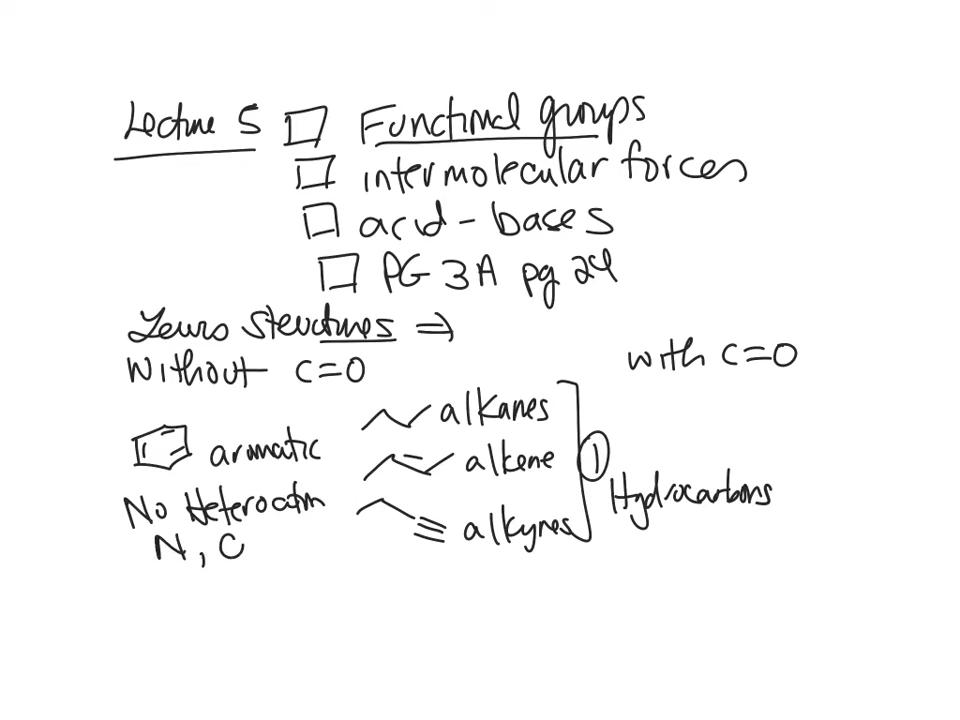 Lecture 5 □ Functional groups
□ intermolecular forces
□ acid - bases
□ PG 3A pg 24
Lewis Structures ⇒
Without C=O
with C=O
alkanes
aromatic
alkene
①
Hydrocarbons
No Heteroatm
alkynes
N, C